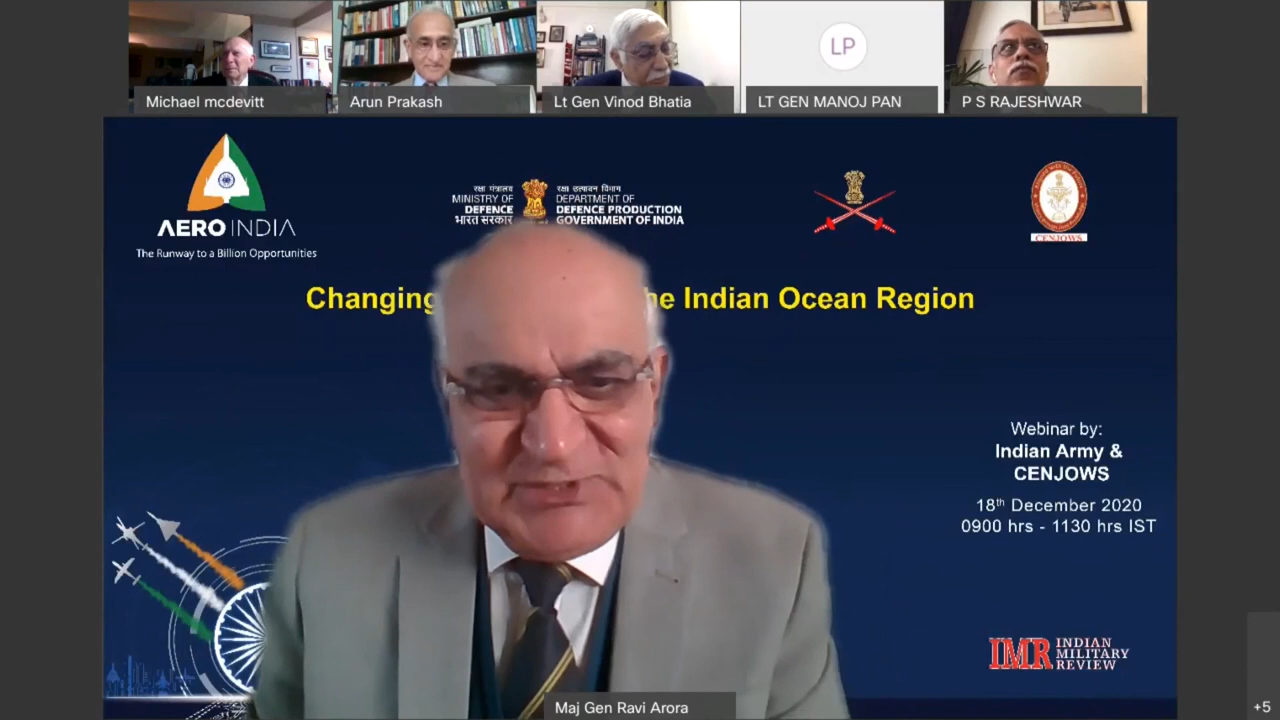 Michael mcdevitt
Arun Prakash
Lt Gen Vinod Bhatia
LP
LT GEN MANOJ PAN
P S RAJESHWAR
AERO INDIA
The Runway to a Billion Opportunities
रक्षा मंत्रालय
MINISTRY OF
DEFENCE
भारत सरकार
रक्षा उत्पादन विभाग
DEPARTMENT OF
DEFENCE PRODUCTION
GOVERNMENT OF INDIA
CENJOWS
Changing he Indian Ocean Region
Webinar by:
Indian Army &
CENJOWS
18th December 2020
0900 hrs - 1130 hrs IST
IMR INDIAN
MILITARY
REVIEW
Maj Gen Ravi Arora
+5